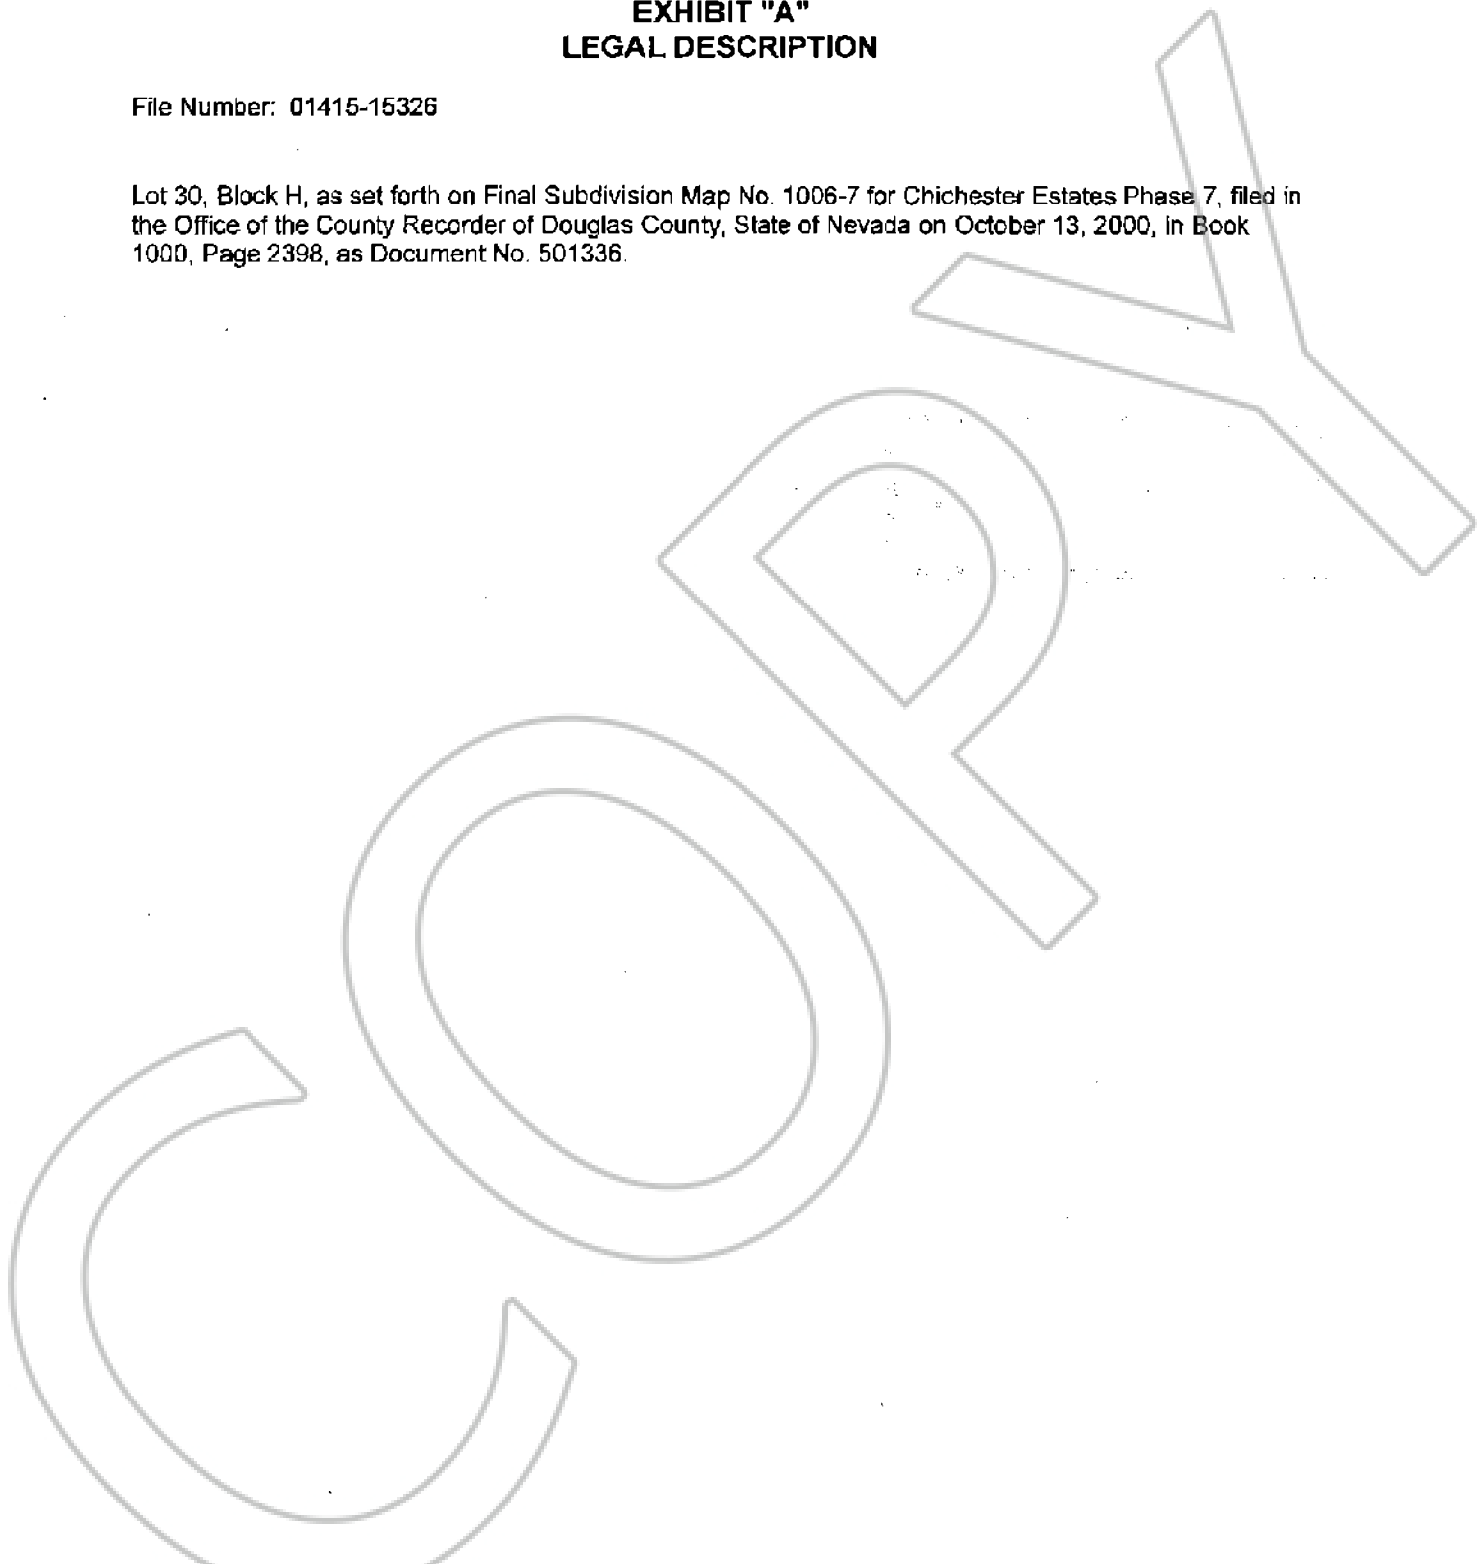 EXHIBIT "A"
LEGAL DESCRIPTION
File Number: 01415-15326
Lot 30, Block H, as set forth on Final Subdivision Map No. 1006-7 for Chichester Estates Phase 7, filed in
the Office of the County Recorder of Douglas County, State of Nevada on October 13, 2000, in Book
1000, Page 2398, as Document No. 501336.
COPY